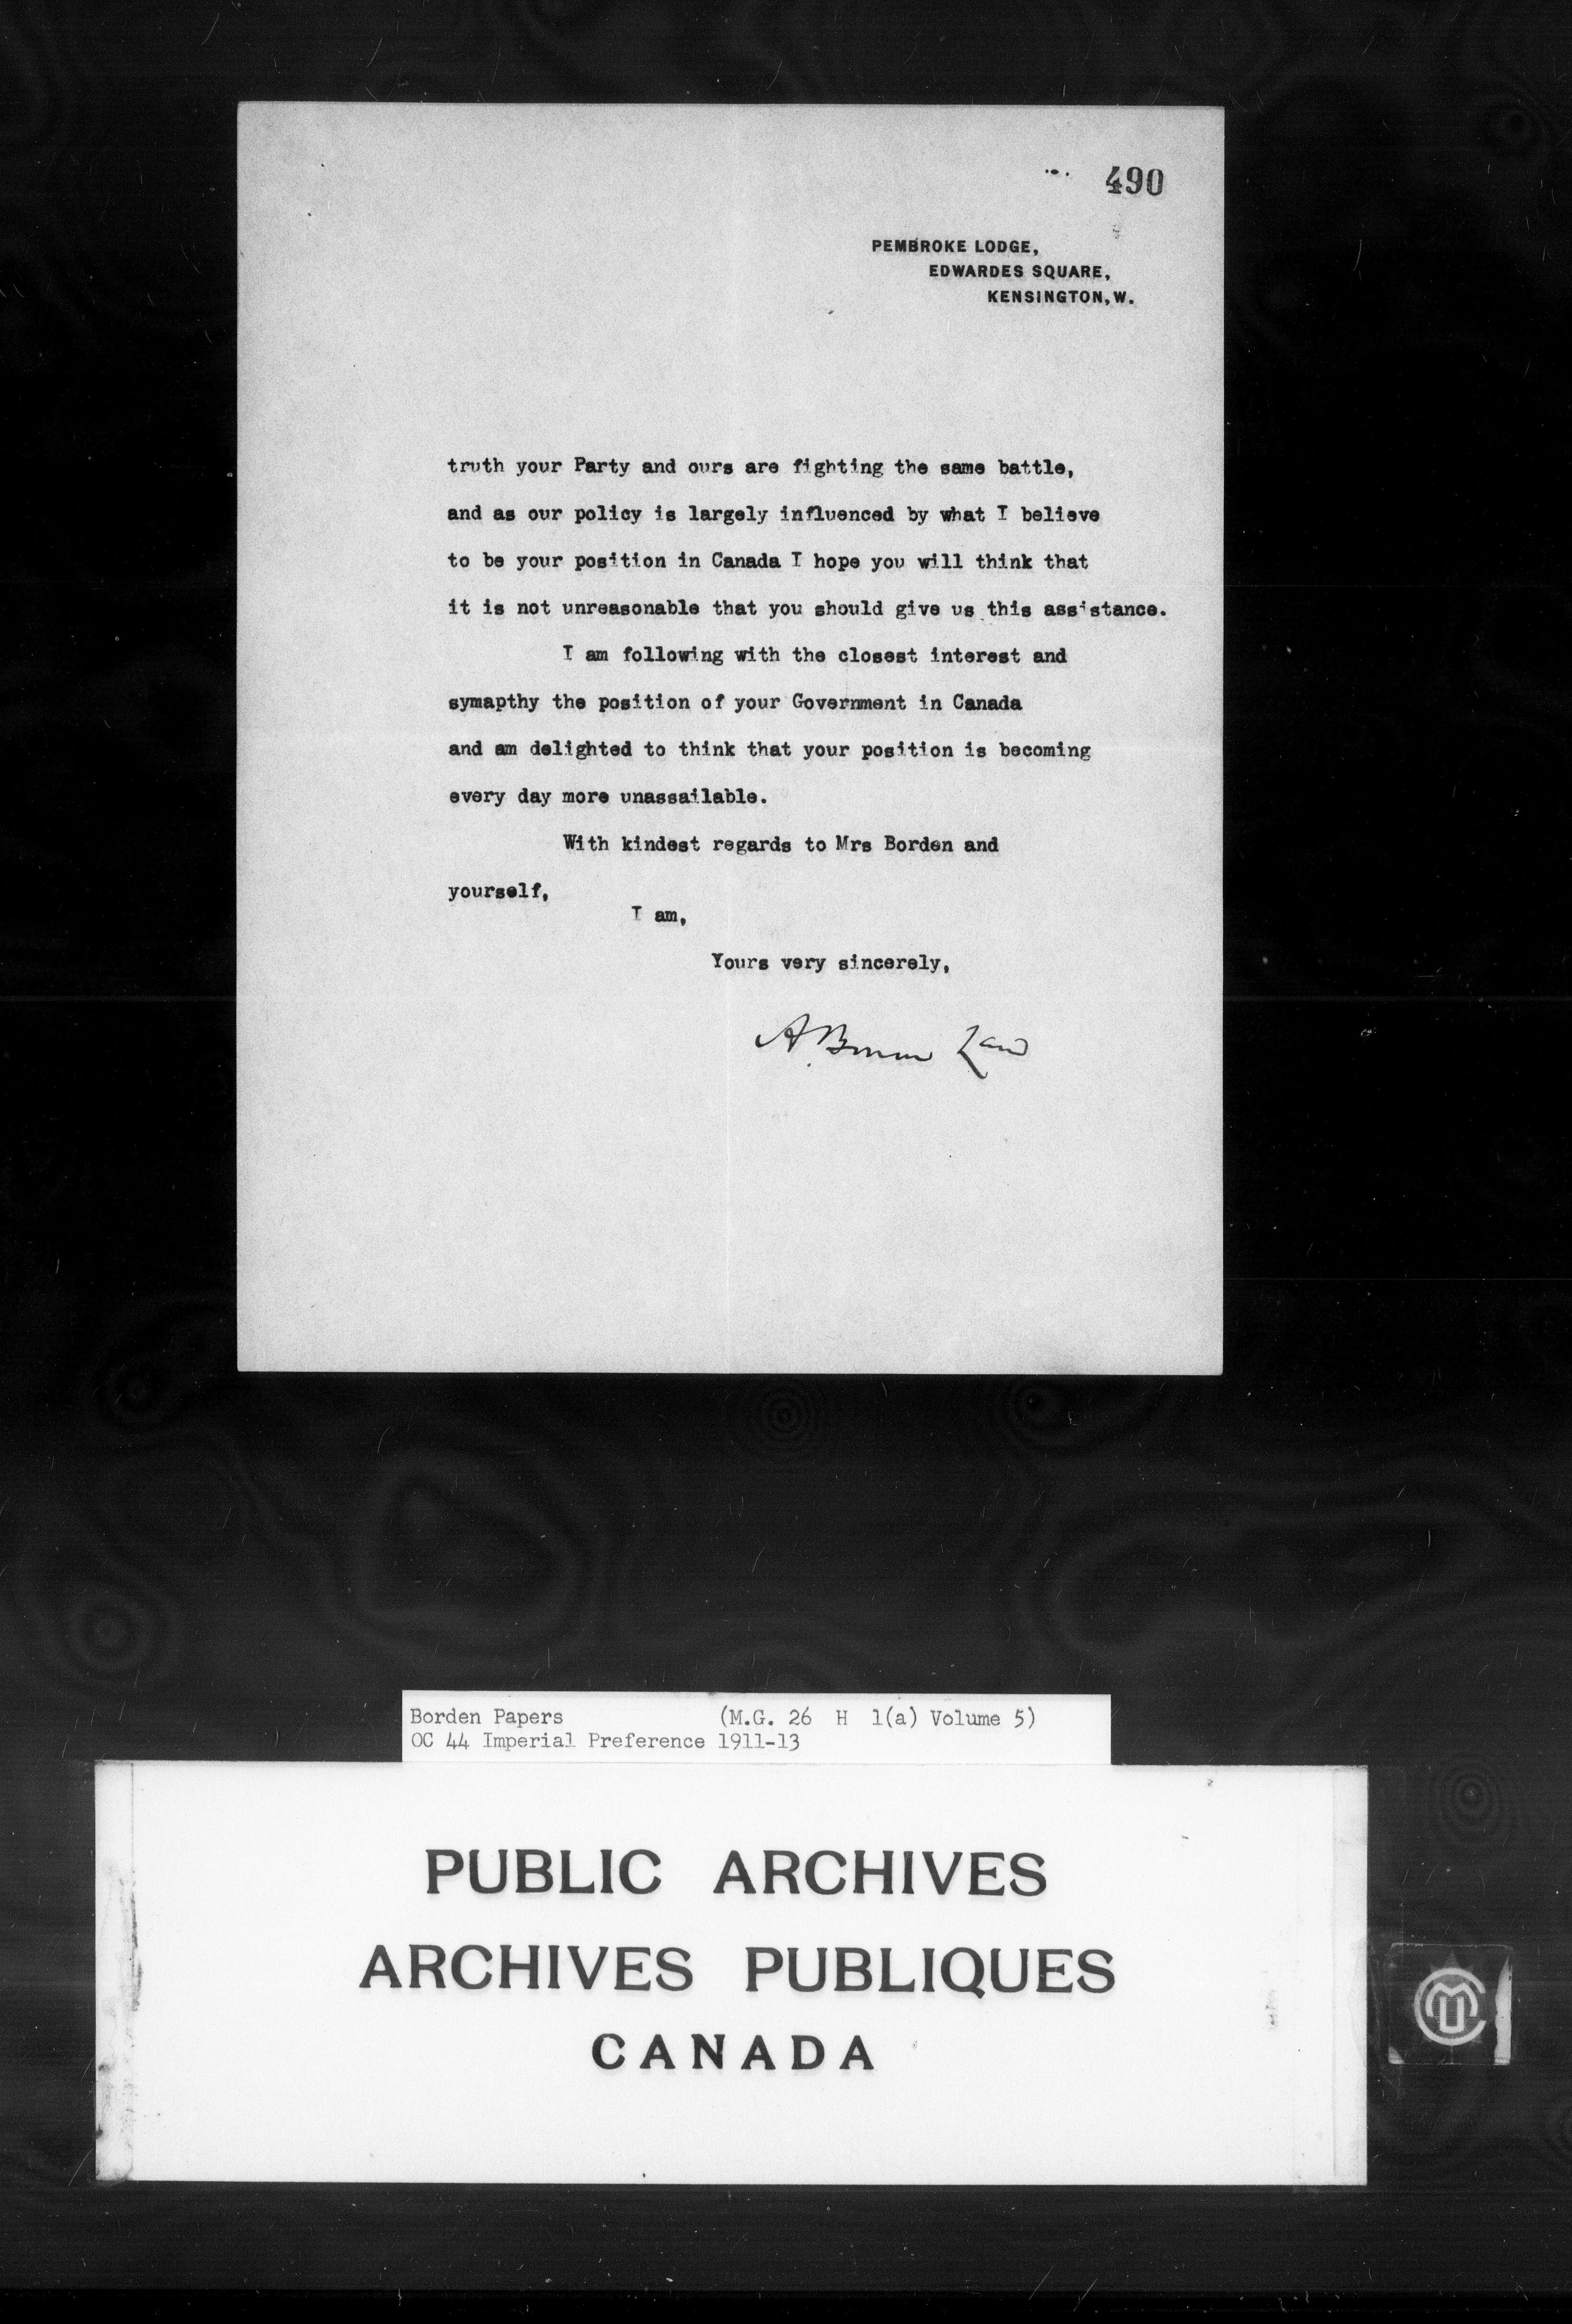 490
PEMBROKE LODGE,
EDWARDES SQUARE,
KENSINGTON, W.
truth your Party and ours are fighting the same battle,
and as our policy is largely influenced by what I believe
to be your position in Canada I hope you will think that
it is not unreasonable that you should give us this assistance.
I am following with the closest interest and
symapthy the position of your Government in Canada
and am delighted to think that your position is becoming
every day more unassailable.
With kindest regards to Mrs Borden and
yourself,
I am,
Yours very sincerely,
A. Bonar Law
Borden Papers (M.G. 26 H 1(a) Volume 5)
OC 44 Imperial Preference 1911-13
PUBLIC ARCHIVES
ARCHIVES PUBLIQUES
CANADA